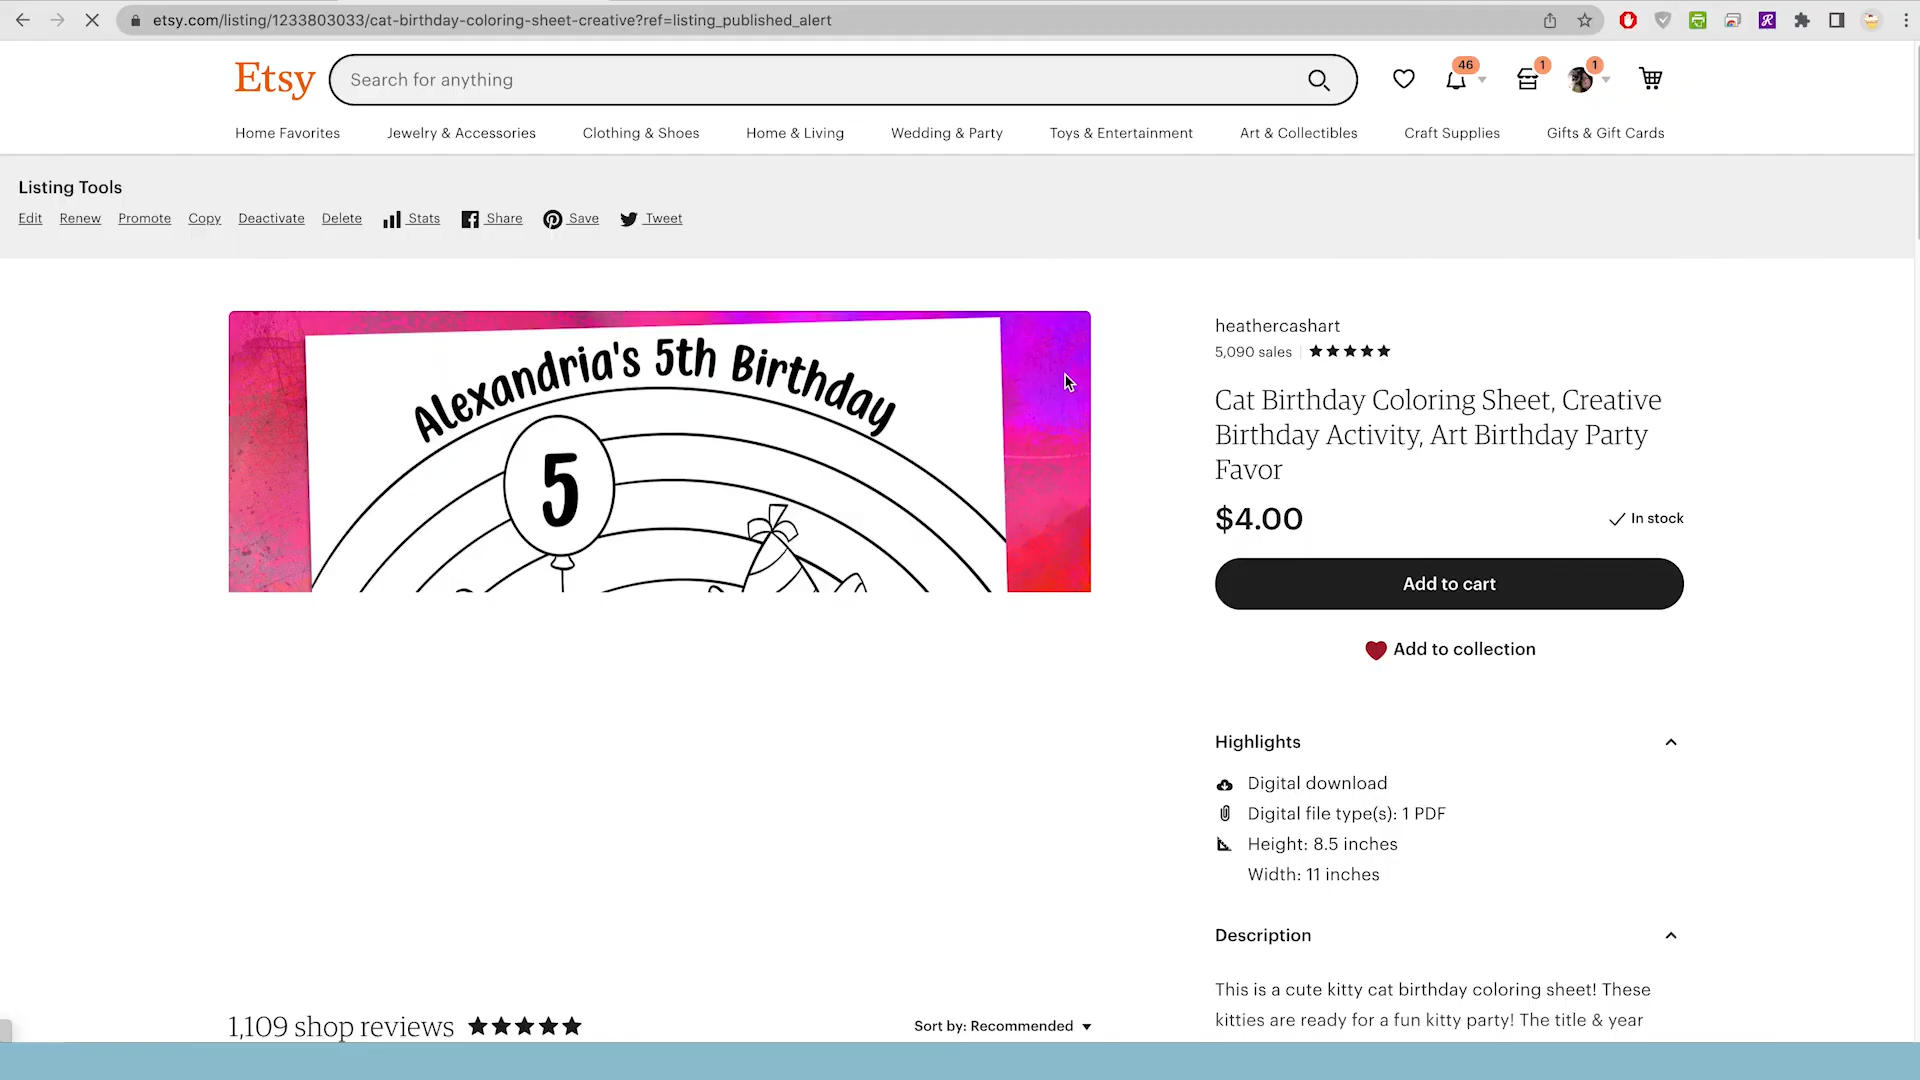 etsy.com/listing/1233803033/cat-birthday-coloring-sheet-creative?ref=listing_published_alert
Etsy
Search for anything
46
1
1
Home Favorites Jewelry & Accessories Clothing & Shoes Home & Living Wedding & Party Toys & Entertainment Art & Collectibles Craft Supplies Gifts & Gift Cards
Listing Tools
Edit Renew Promote Copy Deactivate Delete Stats Share Save Tweet
Alexandria's 5th Birthday
5
heathercashart
5,090 sales
Cat Birthday Coloring Sheet, Creative
Birthday Activity, Art Birthday Party
Favor
$4.00
In stock
Add to cart
Add to collection
Highlights
Digital download
Digital file type(s): 1 PDF
Height: 8.5 inches
Width: 11 inches
Description
This is a cute kitty cat birthday coloring sheet! These
kitties are ready for a fun kitty party! The title & year
1,109 shop reviews
Sort by: Recommended